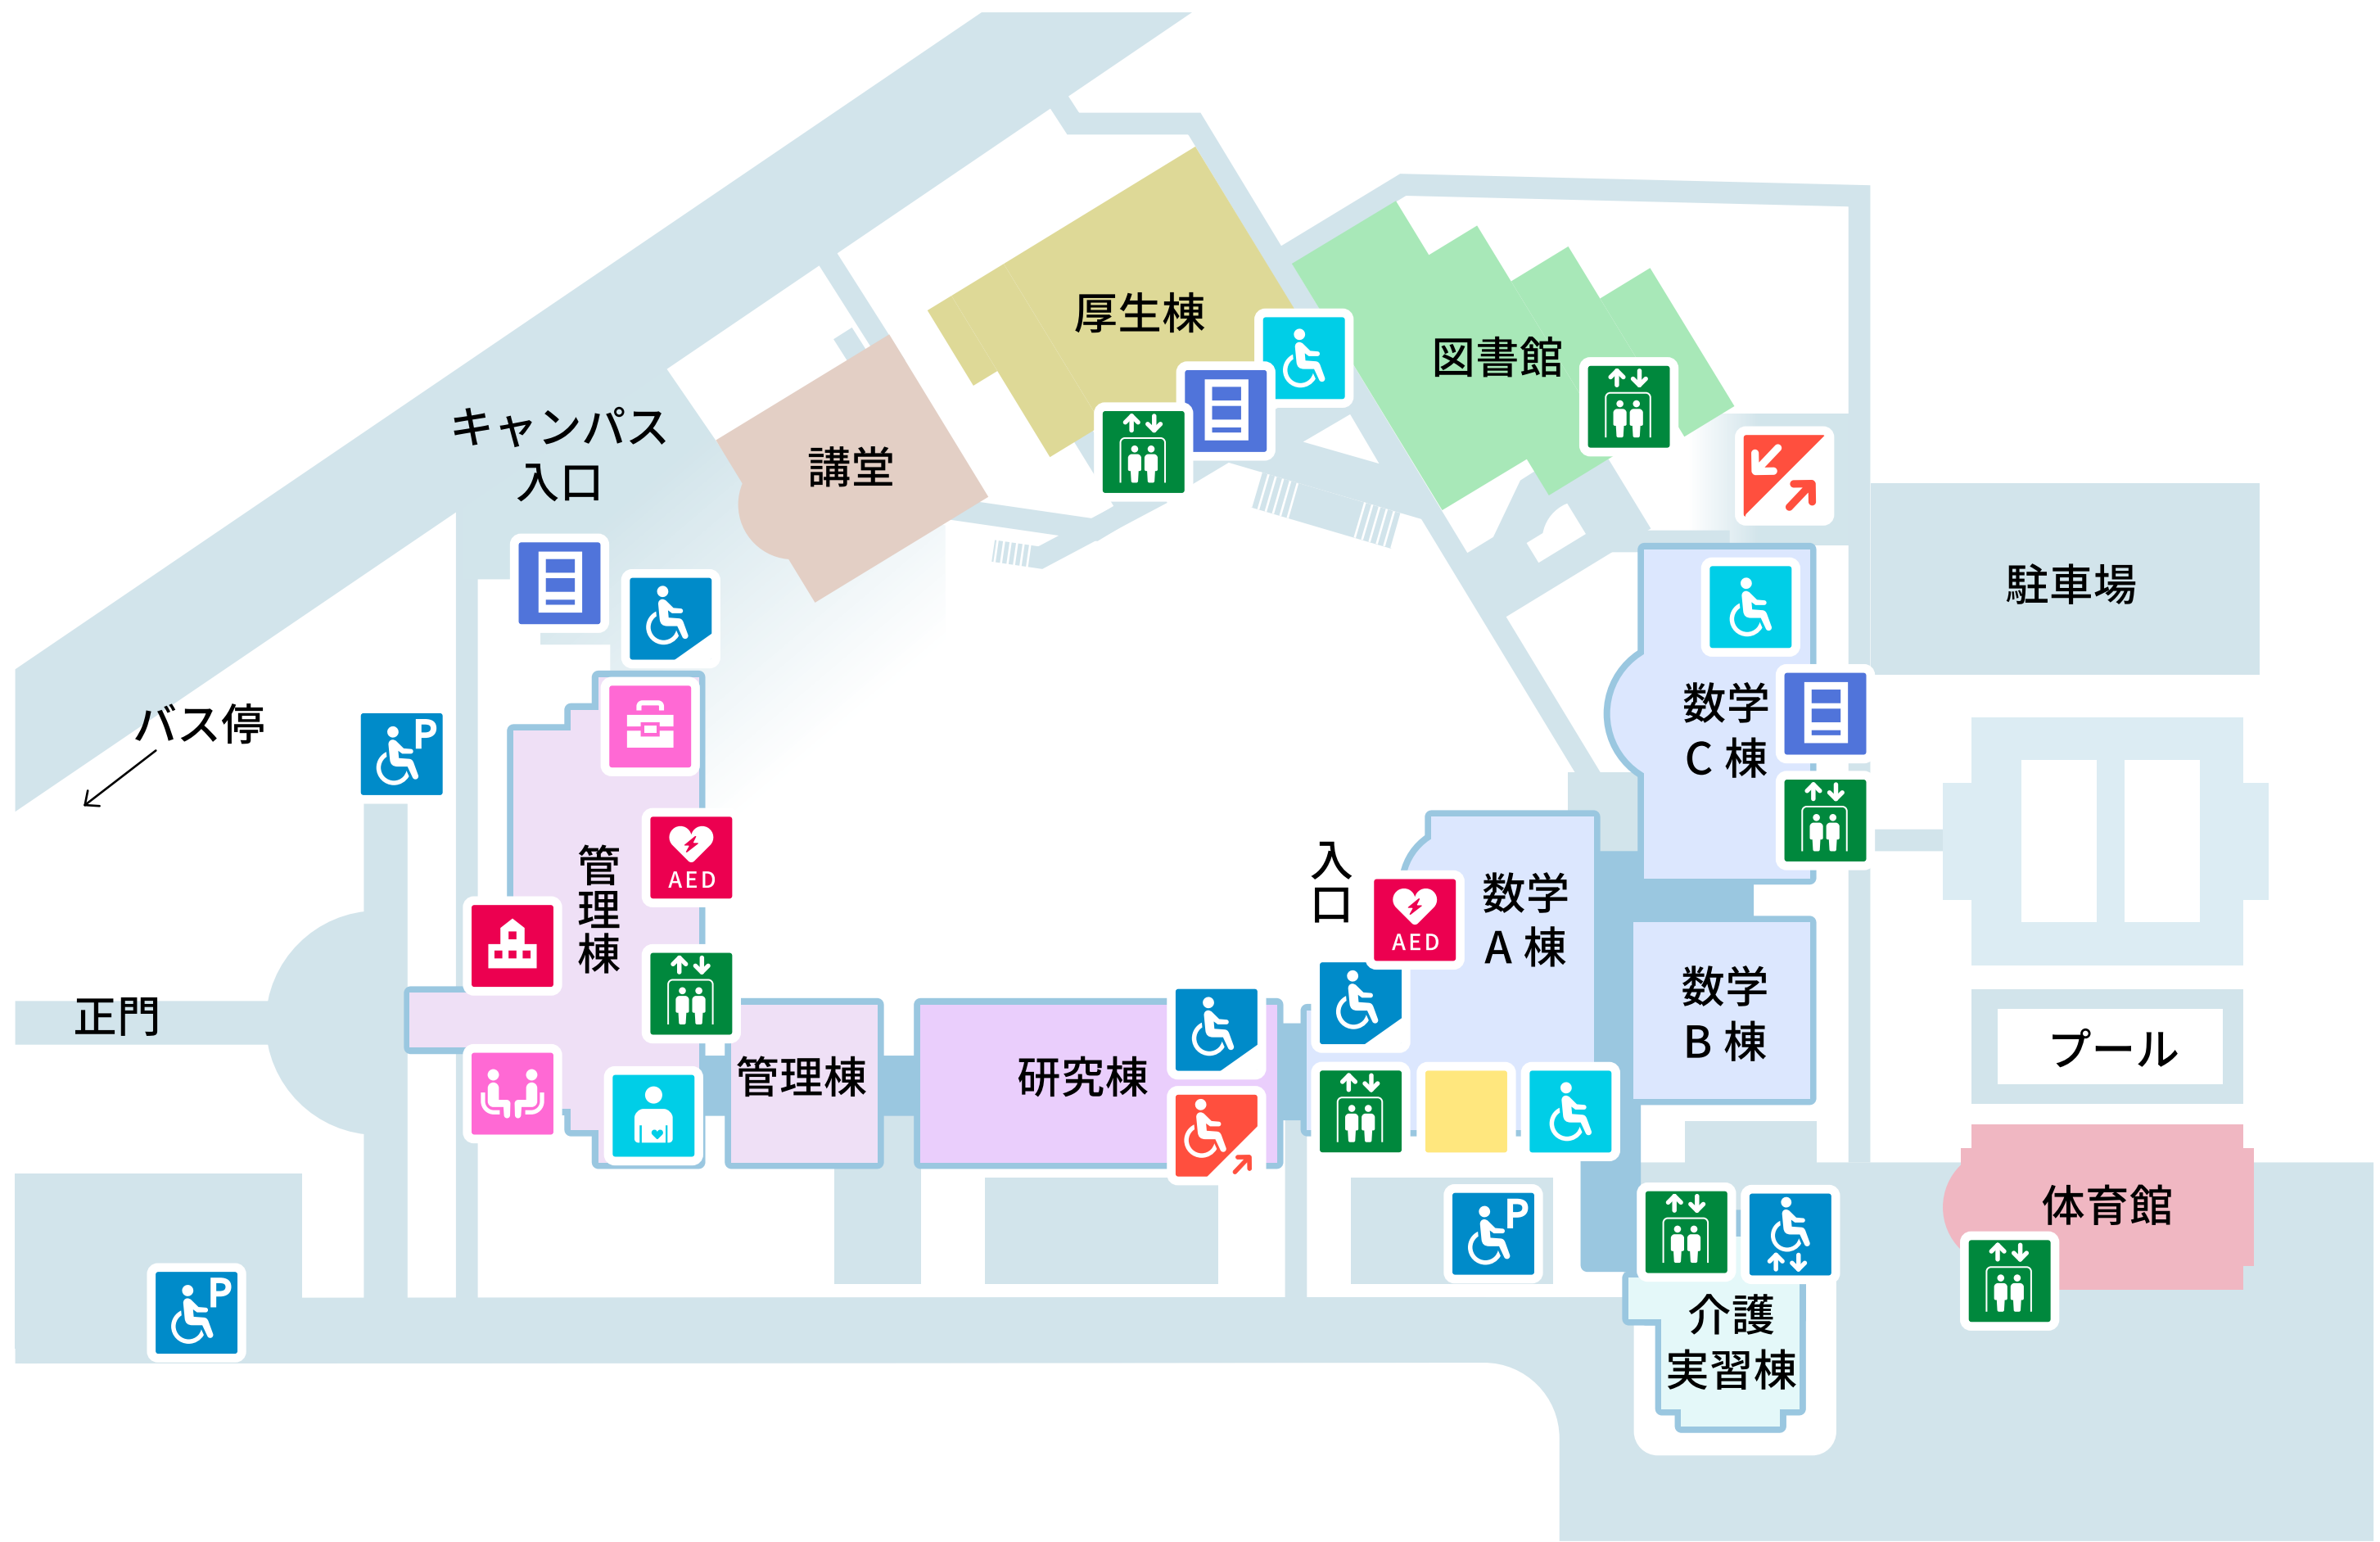 厚生棟
図書館
キャンパス
入口
講堂
駐車場
バス停
P
数学
C 棟
管理棟
AED
入口
数学
A 棟
AED
正門
数学
B 棟
プール
管理棟
研究棟
体育館
P
P
介護
実習棟